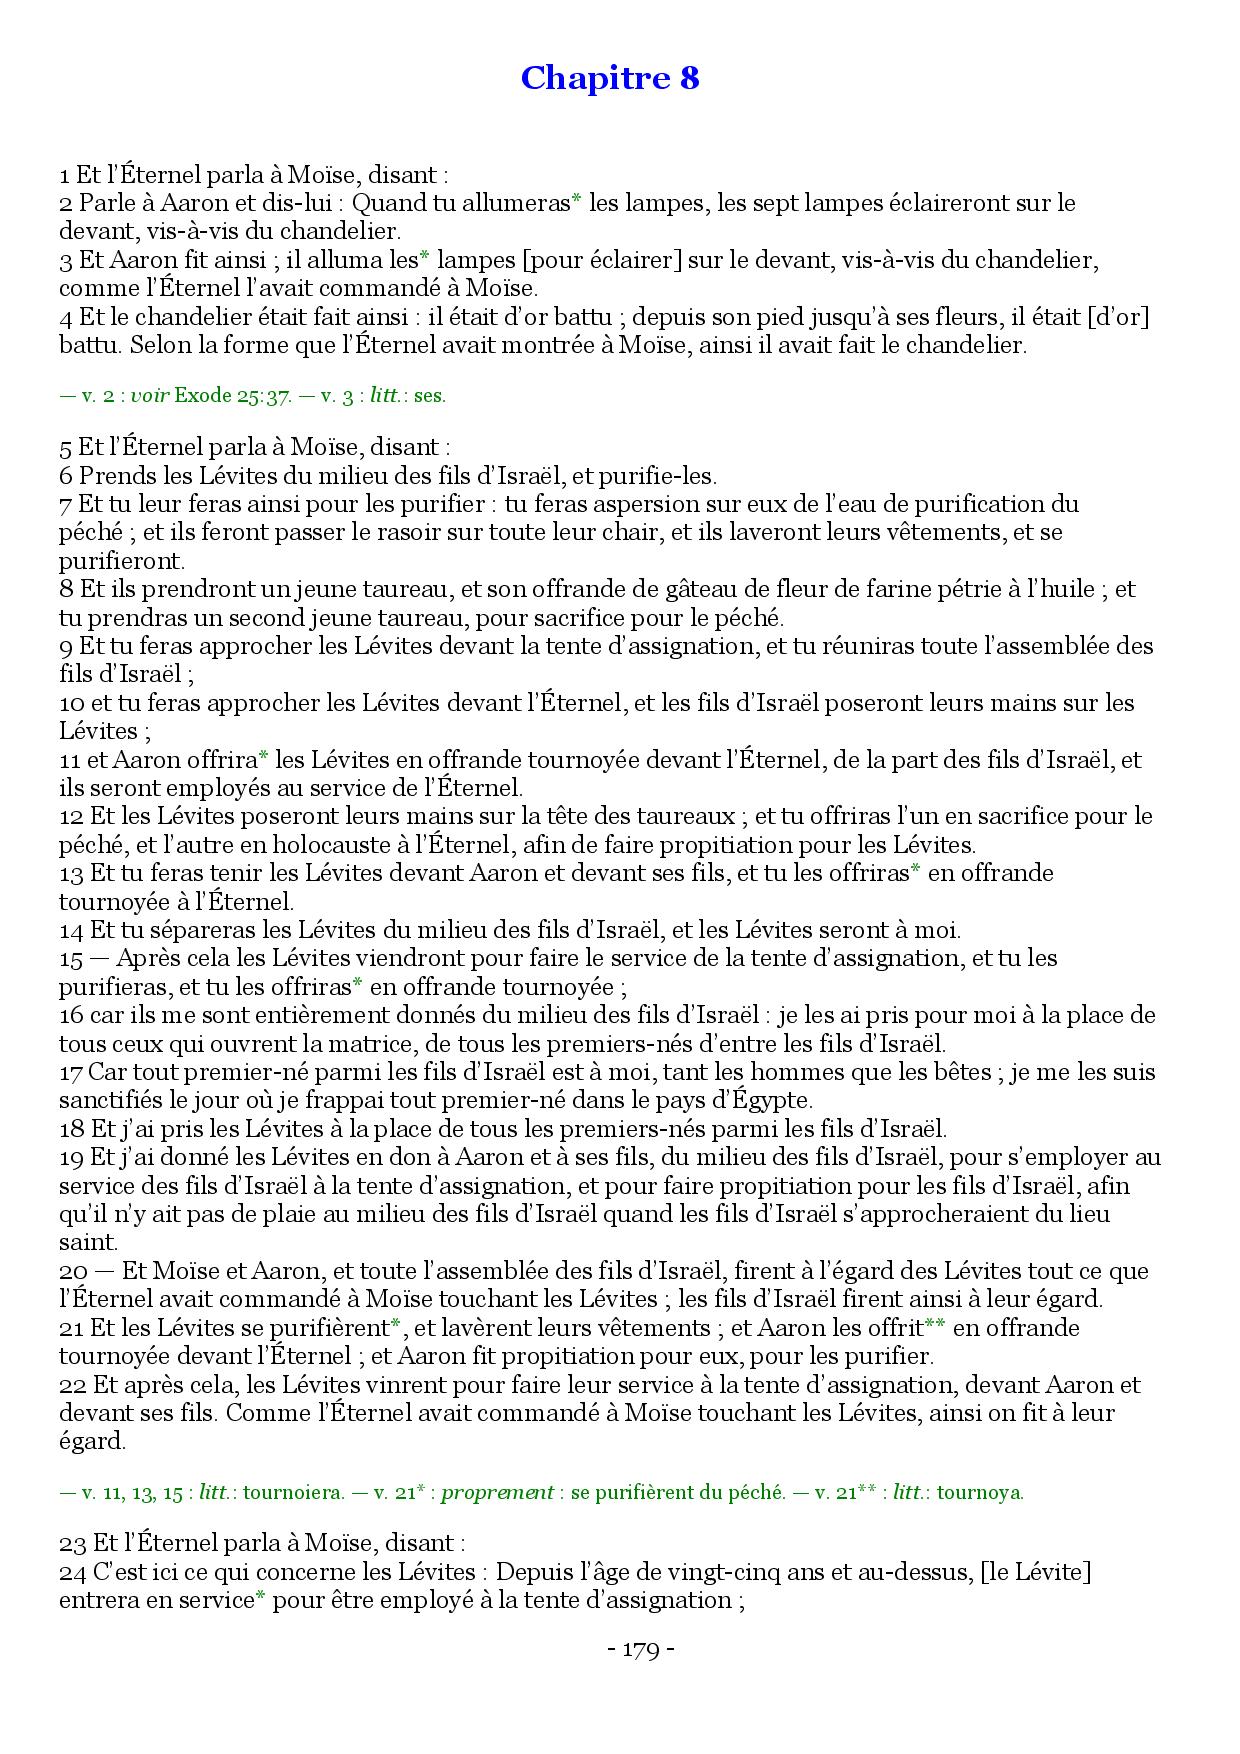 Chapitre 8
1 Et l’Éternel parla à Moïse, disant :
2 Parle à Aaron et dis-lui : Quand tu allumeras* les lampes, les sept lampes éclaireront sur le
devant, vis-à-vis du chandelier.
3 Et Aaron fit ainsi ; il alluma les* lampes [pour éclairer] sur le devant, vis-à-vis du chandelier,
comme l’Éternel l’avait commandé à Moïse.
4 Et le chandelier était fait ainsi : il était d’or battu ; depuis son pied jusqu’à ses fleurs, il était [d’or]
battu. Selon la forme que l’Éternel avait montrée à Moïse, ainsi il avait fait le chandelier.
— v. 2 : voir Exode 25:37. — v. 3 : litt.: ses.
5 Et l’Éternel parla à Moïse, disant :
6 Prends les Lévites du milieu des fils d’Israël, et purifie-les.
7 Et tu leur feras ainsi pour les purifier : tu feras aspersion sur eux de l’eau de purification du
péché ; et ils feront passer le rasoir sur toute leur chair, et ils laveront leurs vêtements, et se
purifieront.
8 Et ils prendront un jeune taureau, et son offrande de gâteau de fleur de farine pétrie à l’huile ; et
tu prendras un second jeune taureau, pour sacrifice pour le péché.
9 Et tu feras approcher les Lévites devant la tente d’assignation, et tu réuniras toute l’assemblée des
fils d’Israël ;
10 et tu feras approcher les Lévites devant l’Éternel, et les fils d’Israël poseront leurs mains sur les
Lévites ;
11 et Aaron offrira* les Lévites en offrande tournoyée devant l’Éternel, de la part des fils d’Israël, et
ils seront employés au service de l’Éternel.
12 Et les Lévites poseront leurs mains sur la tête des taureaux ; et tu offriras l’un en sacrifice pour le
péché, et l’autre en holocauste à l’Éternel, afin de faire propitiation pour les Lévites.
13 Et tu feras tenir les Lévites devant Aaron et devant ses fils, et tu les offriras* en offrande
tournoyée à l’Éternel.
14 Et tu sépareras les Lévites du milieu des fils d’Israël, et les Lévites seront à moi.
15 — Après cela les Lévites viendront pour faire le service de la tente d’assignation, et tu les
purifieras, et tu les offriras* en offrande tournoyée ;
16 car ils me sont entièrement donnés du milieu des fils d’Israël : je les ai pris pour moi à la place de
tous ceux qui ouvrent la matrice, de tous les premiers-nés d’entre les fils d’Israël.
17 Car tout premier-né parmi les fils d’Israël est à moi, tant les hommes que les bêtes ; je me les suis
sanctifiés le jour où je frappai tout premier-né dans le pays d’Égypte.
18 Et j’ai pris les Lévites à la place de tous les premiers-nés parmi les fils d’Israël.
19 Et j’ai donné les Lévites en don à Aaron et à ses fils, du milieu des fils d’Israël, pour s’employer au
service des fils d’Israël à la tente d’assignation, et pour faire propitiation pour les fils d’Israël, afin
qu’il n’y ait pas de plaie au milieu des fils d’Israël quand les fils d’Israël s’approcheraient du lieu
saint.
20 — Et Moïse et Aaron, et toute l’assemblée des fils d’Israël, firent à l’égard des Lévites tout ce que
l’Éternel avait commandé à Moïse touchant les Lévites ; les fils d’Israël firent ainsi à leur égard.
21 Et les Lévites se purifièrent*, et lavèrent leurs vêtements ; et Aaron les offrit** en offrande
tournoyée devant l’Éternel ; et Aaron fit propitiation pour eux, pour les purifier.
22 Et après cela, les Lévites vinrent pour faire leur service à la tente d’assignation, devant Aaron et
devant ses fils. Comme l’Éternel avait commandé à Moïse touchant les Lévites, ainsi on fit à leur
égard.
— v. 11, 13, 15 : litt.: tournoiera. — v. 21* : proprement : se purifièrent du péché. — v. 21** : litt.: tournoya.
23 Et l’Éternel parla à Moïse, disant :
24 C’est ici ce qui concerne les Lévites : Depuis l’âge de vingt-cinq ans et au-dessus, [le Lévite]
entrera en service* pour être employé à la tente d’assignation ;
- 179 -